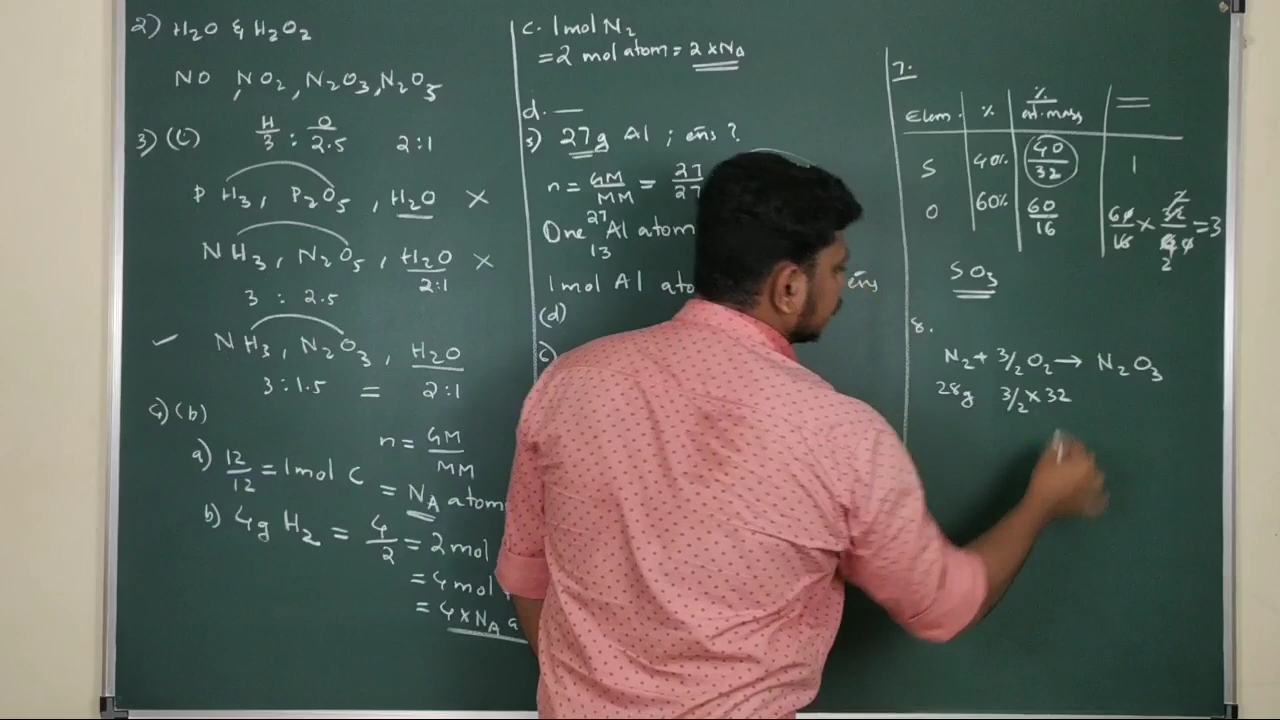 2) H2O & H2O2
NO, NO2, N2O3, N2O5
3) (i) H/3 : O/2.5 2:1
PH3, P2O5, H2O ×
NH3, N2O5, H2O ×
2:1
3 : 2.5
✓ NH3, N2O3, H2O
3 : 1.5 = 2:1
4) (b)
n = GM/MM
a) 12/12 = 1 mol C
= NA atom
b) 4g H2 = 4/2 = 2 mol
= 4 mol
= 4×NA a
c. 1 mol N2
= 2 mol atom = 2×NA
d. —
5) 27g Al ; ēns ?
n = GM/MM = 27/27
One 27 13 Al atom
1 mol Al ato ēns
(d)
7.
Elem. % %/at.mass =
S 40% 40/32 1
O 60% 60/16 60/16 × 32/40 = 3
2
2
SO3
8.
N2 + 3/2 O2 → N2O3
28g 3/2 × 32